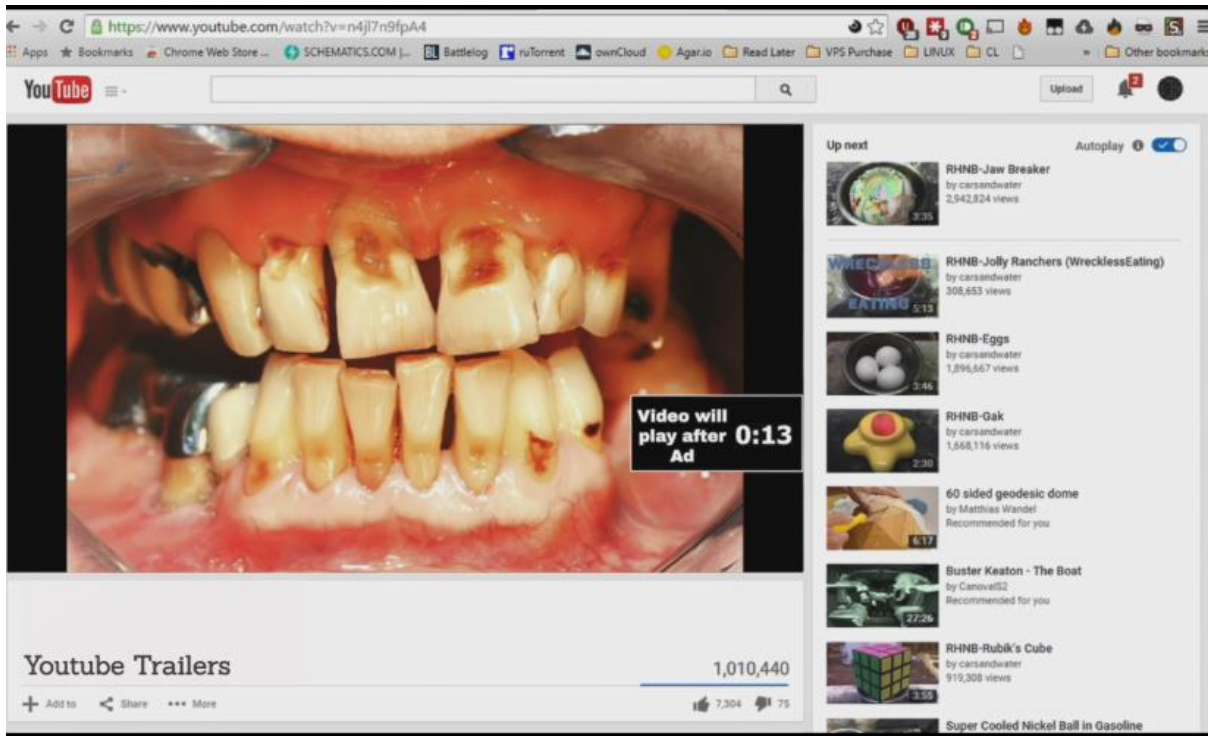 https://www.youtube.com/watch?v=n4jl7n9fpA4
Apps Bookmarks Chrome Web Store ... SCHEMATICS.COM |... Battlelog ruTorrent ownCloud Agar.io Read Later VPS Purchase LINUX CL » Other bookmarks
YouTube
Upload
2
Video will
play after 0:13
Ad
Youtube Trailers
1,010,440
Add to Share More
7,304 75
Up next Autoplay
RHNB-Jaw Breaker
by carsandwater
2,942,824 views
3:35
RHNB-Jolly Ranchers (WrecklessEating)
by carsandwater
308,653 views
WRECKLESS
EATING
5:13
RHNB-Eggs
by carsandwater
1,896,667 views
3:46
RHNB-Gak
by carsandwater
1,668,116 views
2:30
60 sided geodesic dome
by Matthias Wandel
Recommended for you
6:17
Buster Keaton - The Boat
by CanovalS2
Recommended for you
27:26
RHNB-Rubik's Cube
by carsandwater
919,308 views
3:55
Super Cooled Nickel Ball in Gasoline